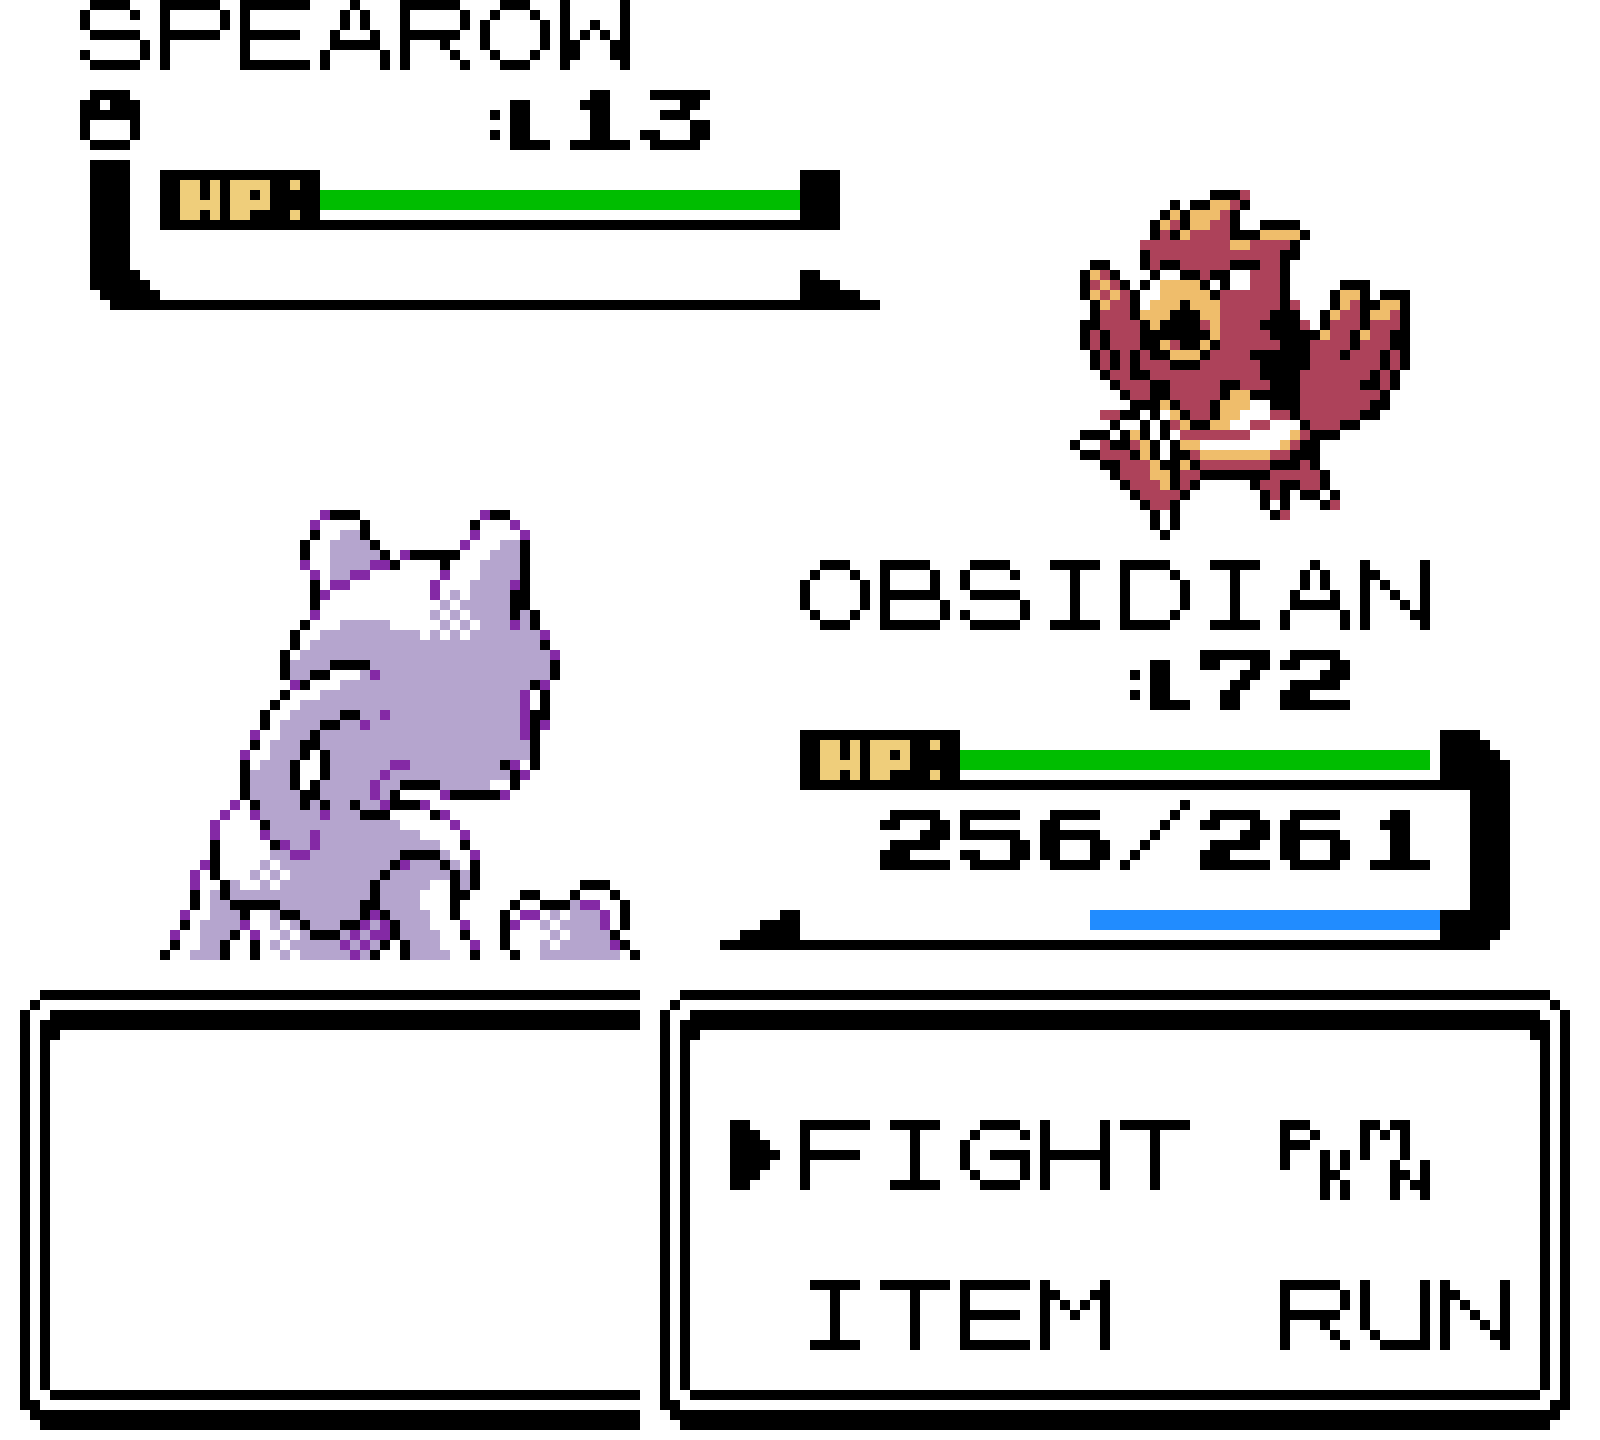 SPEAROW
:L13
HP:
OBSIDIAN
:L72
HP:
256/261
▶FIGHT PKMN
ITEM RUN